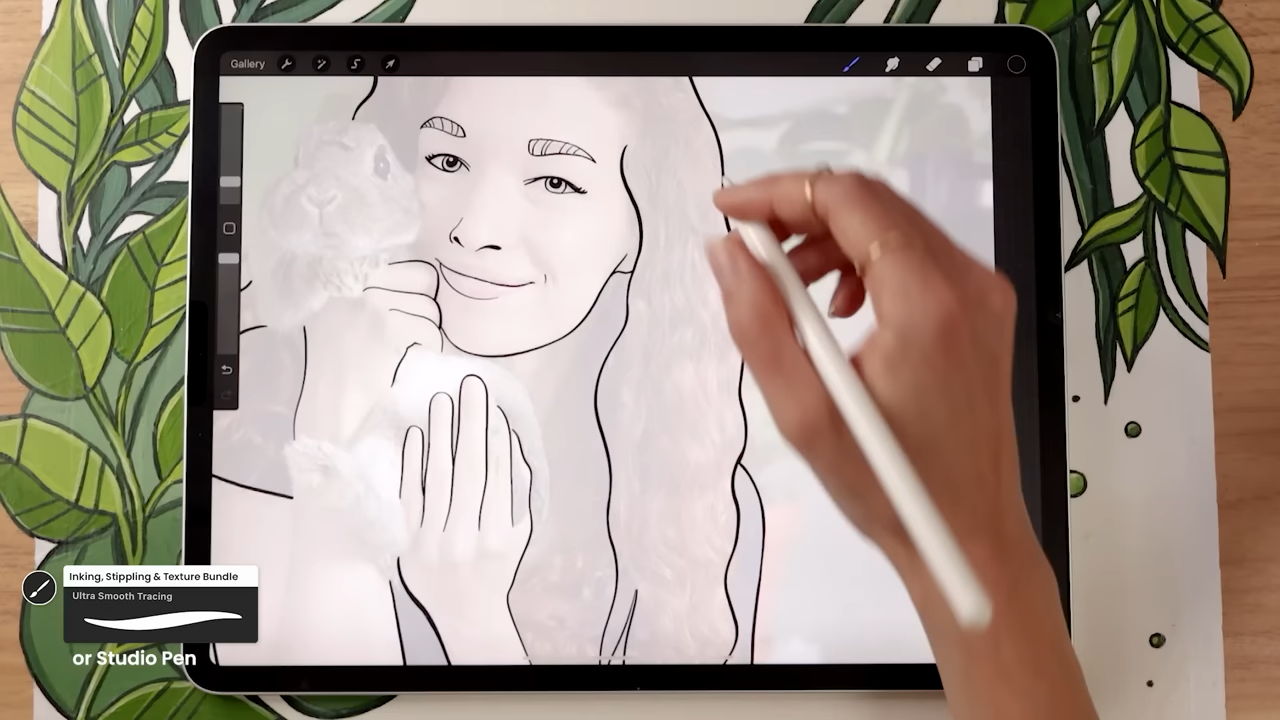 Gallery
Inking, Stippling & Texture Bundle
Ultra Smooth Tracing
or Studio Pen